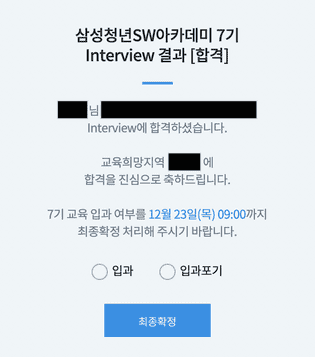 삼성청년SW아카데미 7기
Interview 결과 [합격]
님
Interview에 합격하셨습니다.
교육희망지역 에
합격을 진심으로 축하드립니다.
7기 교육 입과 여부를 12월 23일(목) 09:00까지
최종확정 처리해 주시기 바랍니다.
입과 입과포기
최종확정